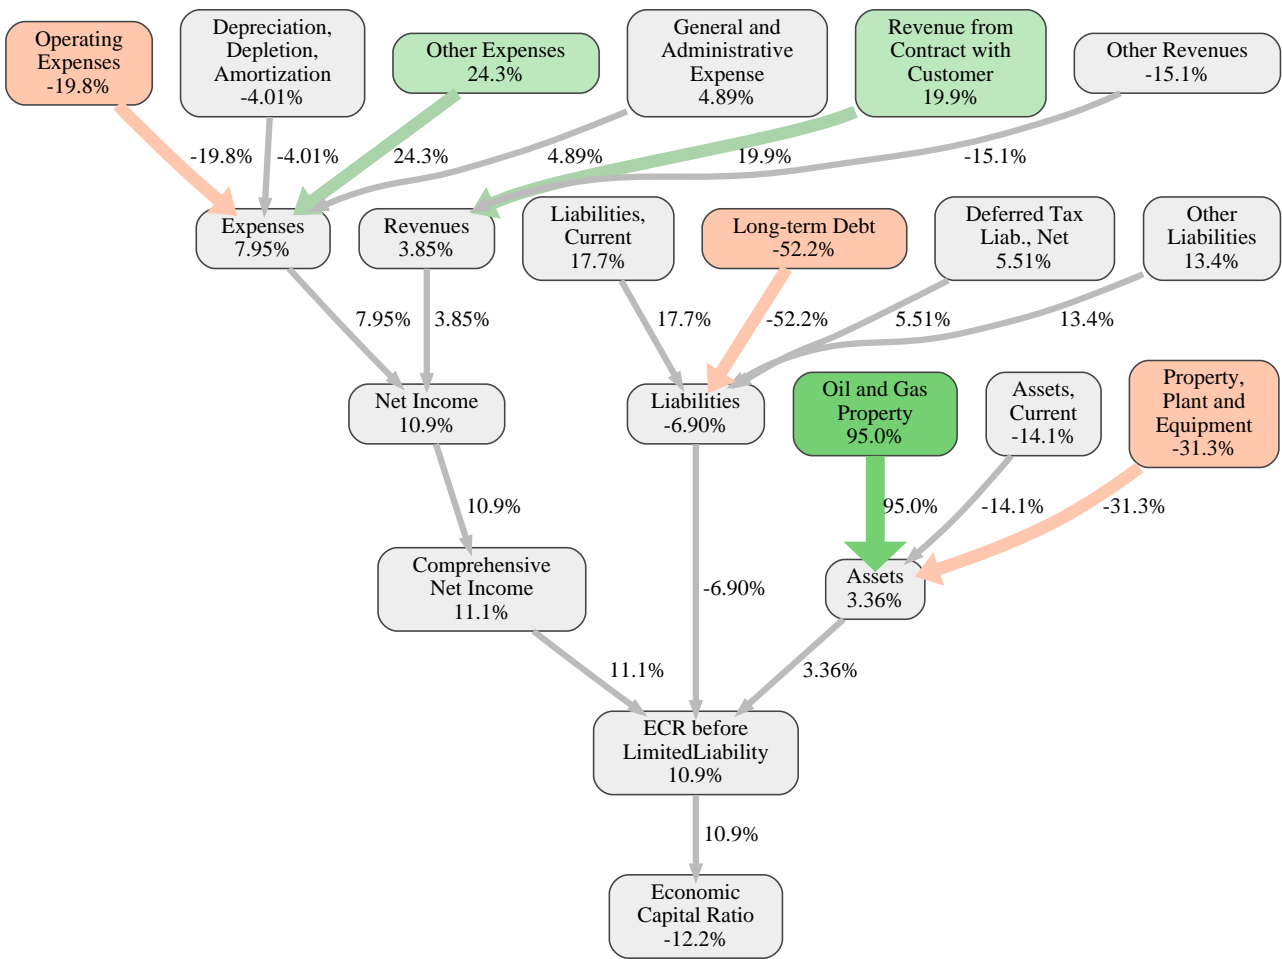 Operating
Expenses
-19.8%
Depreciation,
Depletion,
Amortization
-4.01%
Other Expenses
24.3%
General and
Administrative
Expense
4.89%
Revenue from
Contract with
Customer
19.9%
Other Revenues
-15.1%
-19.8%
-4.01%
24.3%
4.89%
19.9%
-15.1%
Expenses
7.95%
Revenues
3.85%
Liabilities,
Current
17.7%
Long-term Debt
-52.2%
Deferred Tax
Liab., Net
5.51%
Other
Liabilities
13.4%
7.95%
3.85%
17.7%
-52.2%
5.51%
13.4%
Net Income
10.9%
Liabilities
-6.90%
Oil and Gas
Property
95.0%
Assets,
Current
-14.1%
Property,
Plant and
Equipment
-31.3%
10.9%
95.0%
-14.1%
-31.3%
Comprehensive
Net Income
11.1%
-6.90%
Assets
3.36%
11.1%
3.36%
ECR before
LimitedLiability
10.9%
10.9%
Economic
Capital Ratio
-12.2%